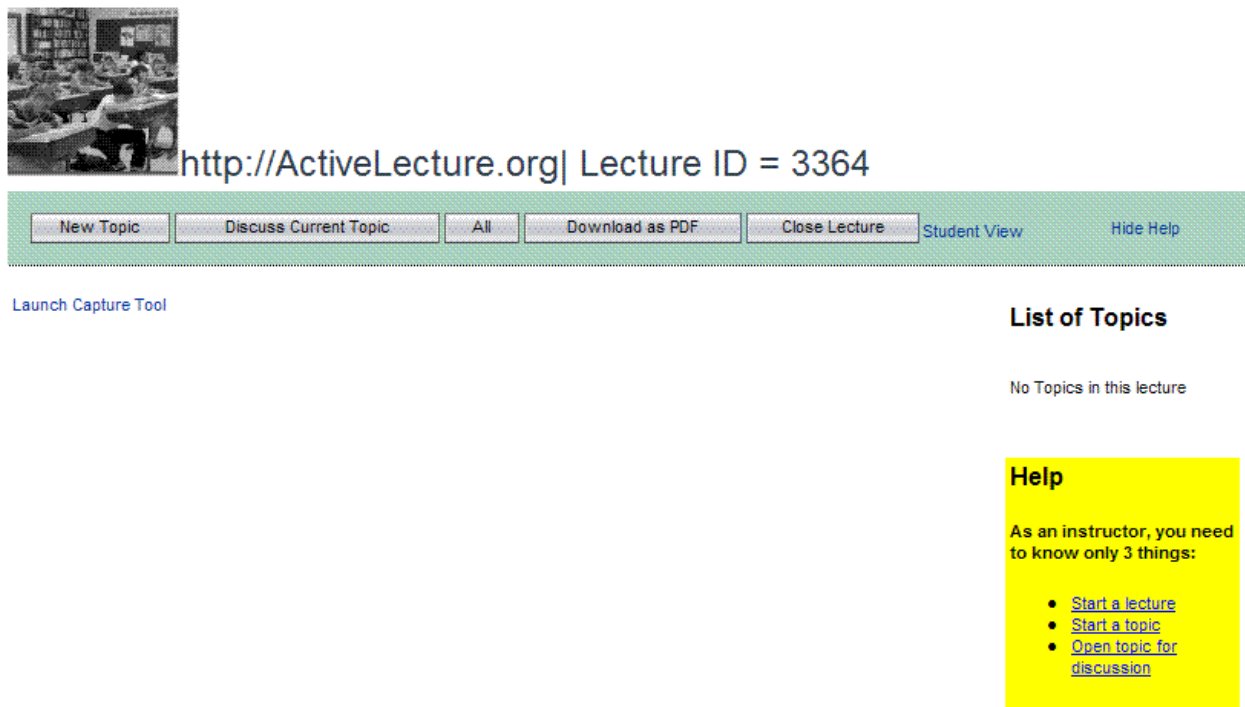 http://ActiveLecture.org| Lecture ID = 3364
New Topic Discuss Current Topic All Download as PDF Close Lecture Student View Hide Help
Launch Capture Tool
List of Topics
No Topics in this lecture
Help
As an instructor, you need
to know only 3 things:
• Start a lecture
• Start a topic
• Open topic for
discussion